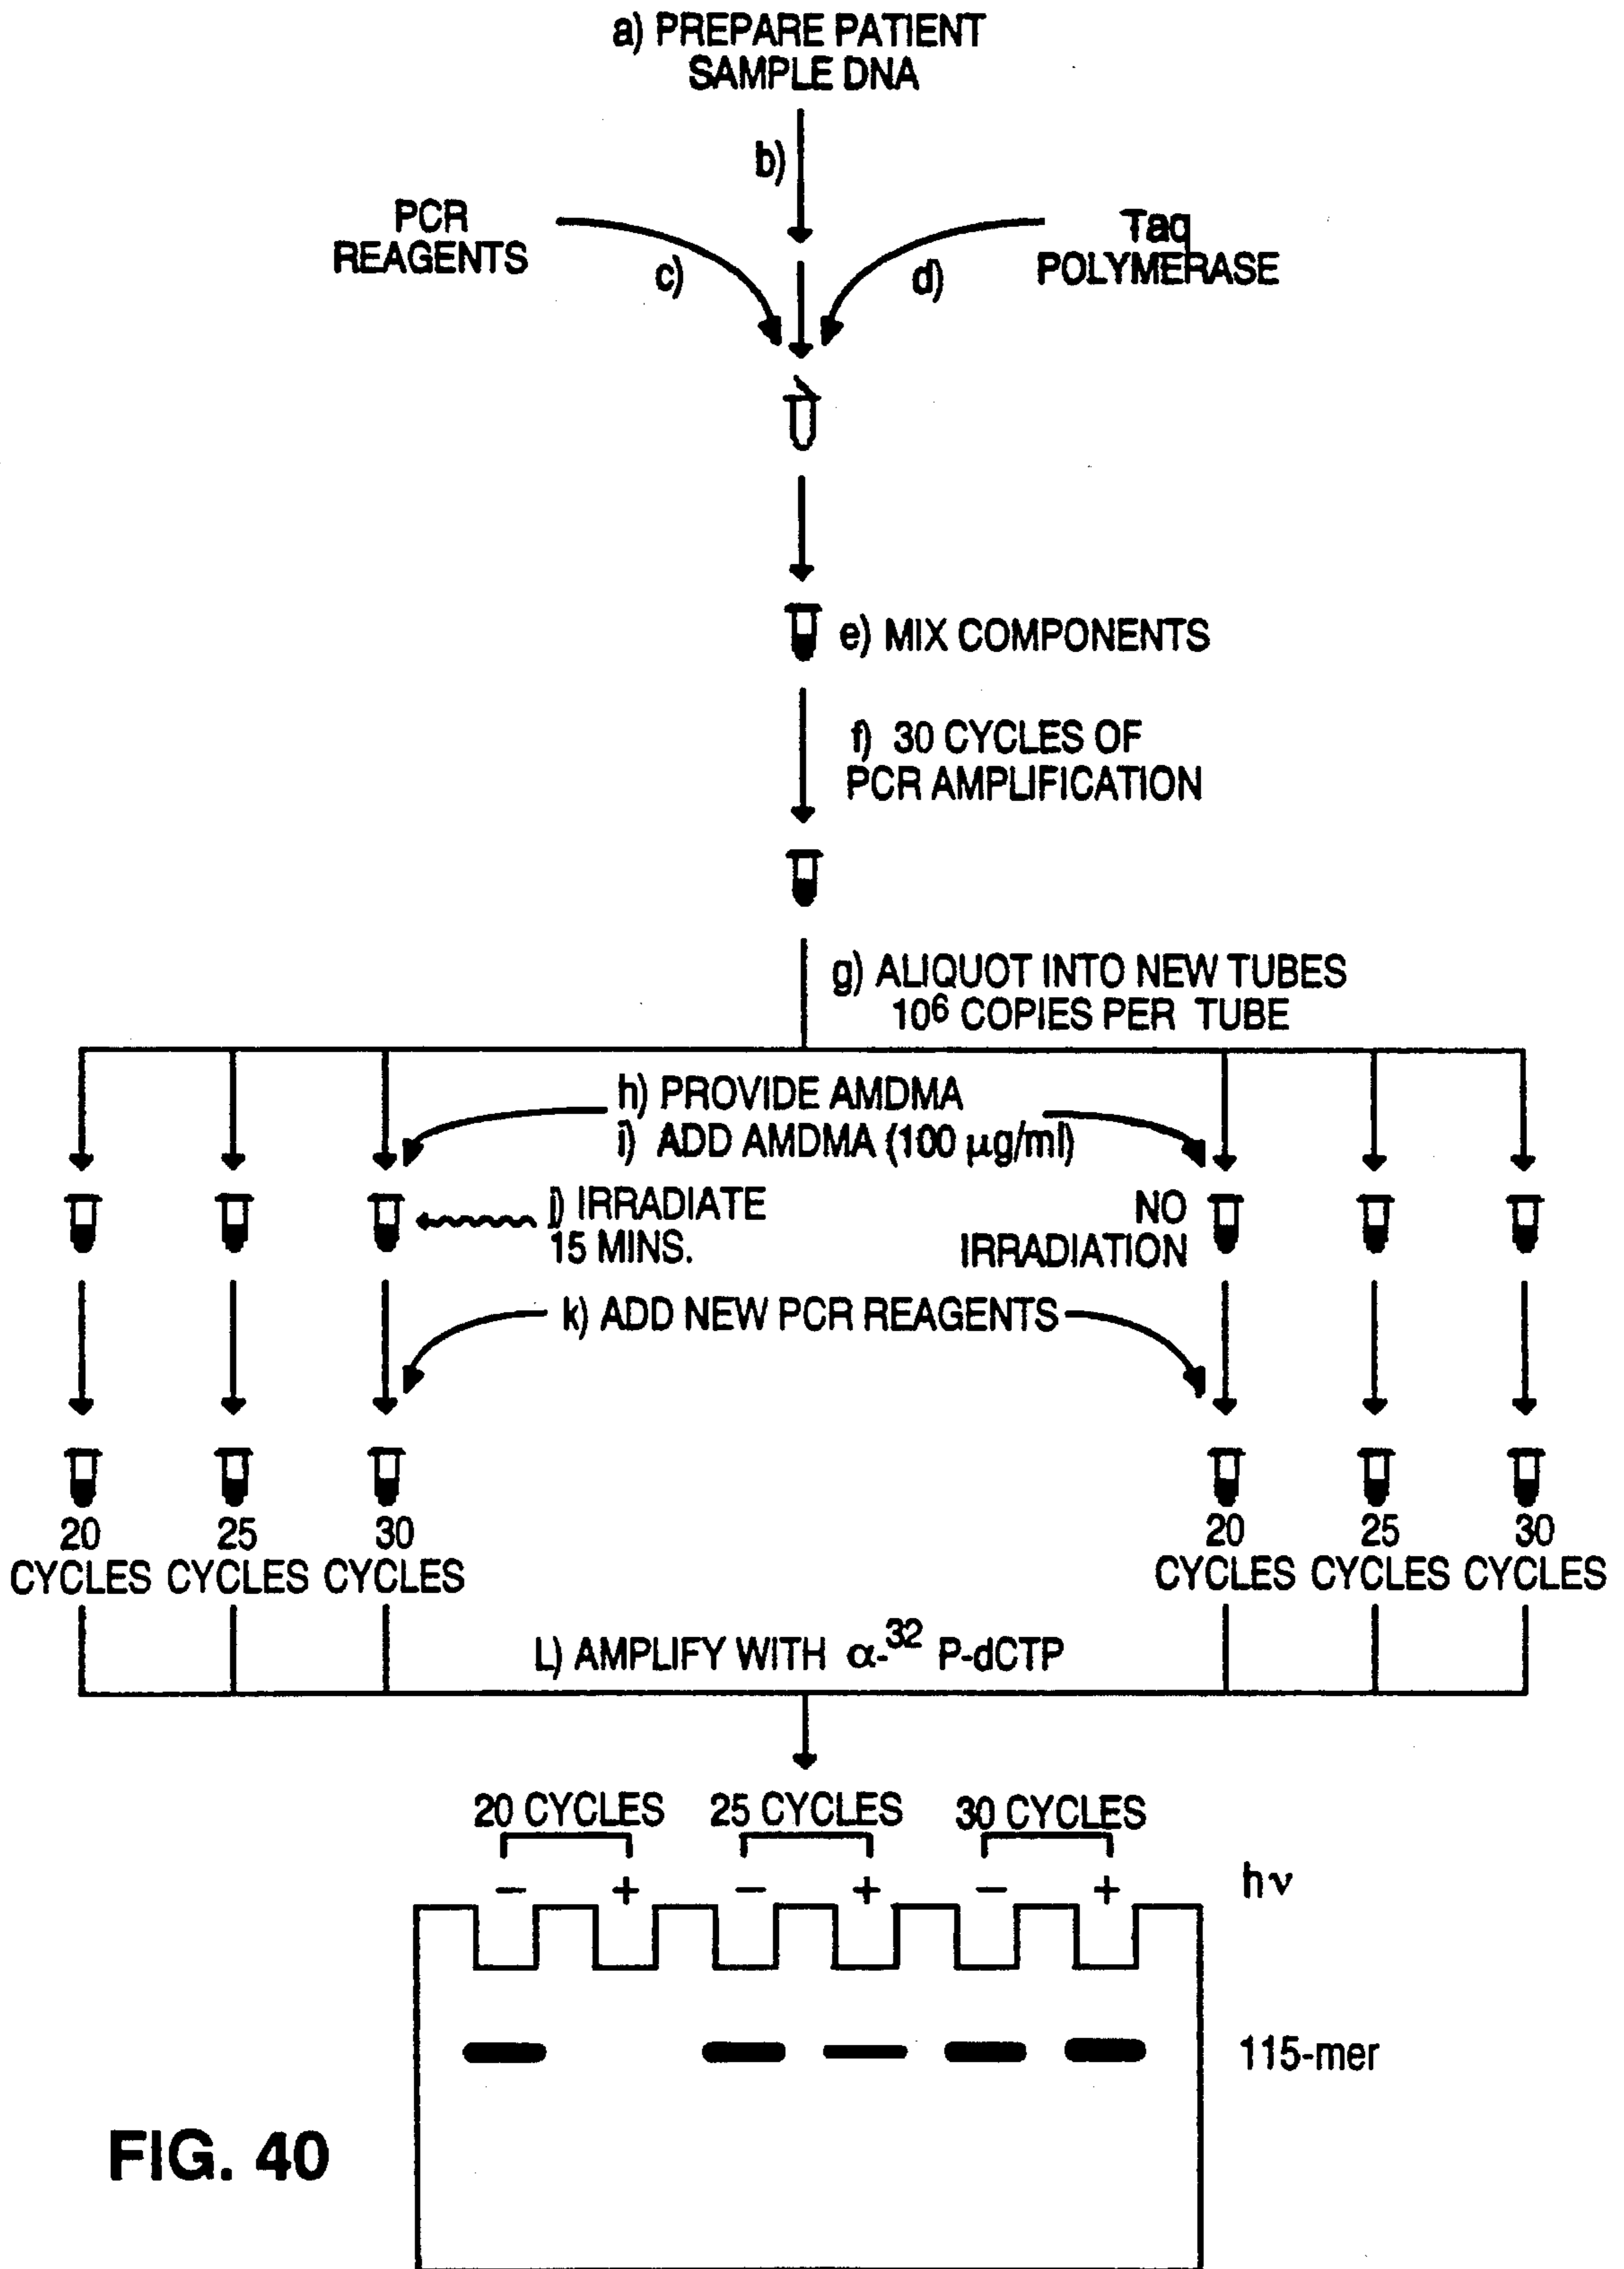 a) PREPARE PATIENT
SAMPLE DNA
b)
PCR
REAGENTS
c)
d)
Taq
POLYMERASE
e) MIX COMPONENTS
f) 30 CYCLES OF
PCR AMPLIFICATION
g) ALIQUOT INTO NEW TUBES
10⁶ COPIES PER TUBE
h) PROVIDE AMDMA
i) ADD AMDMA (100 µg/ml)
j) IRRADIATE
15 MINS.
NO
IRRADIATION
k) ADD NEW PCR REAGENTS
20 25 30 20 25 30
CYCLES CYCLES CYCLES CYCLES CYCLES CYCLES
L) AMPLIFY WITH α-³² P-dCTP
20 CYCLES 25 CYCLES 30 CYCLES
− + − + − + hν
115-mer
FIG. 40